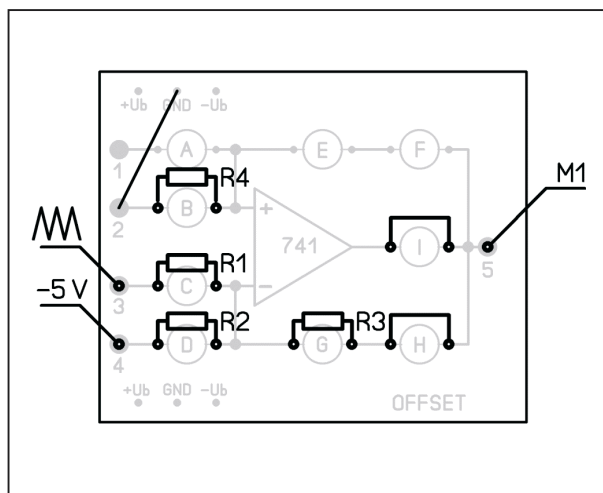 +Ub GND -Ub
A E F
1
R4
M1
B
2
+
741
I
5
R1
C
−
3
−5 V
R2 R3
D G H
4
+Ub GND -Ub
OFFSET